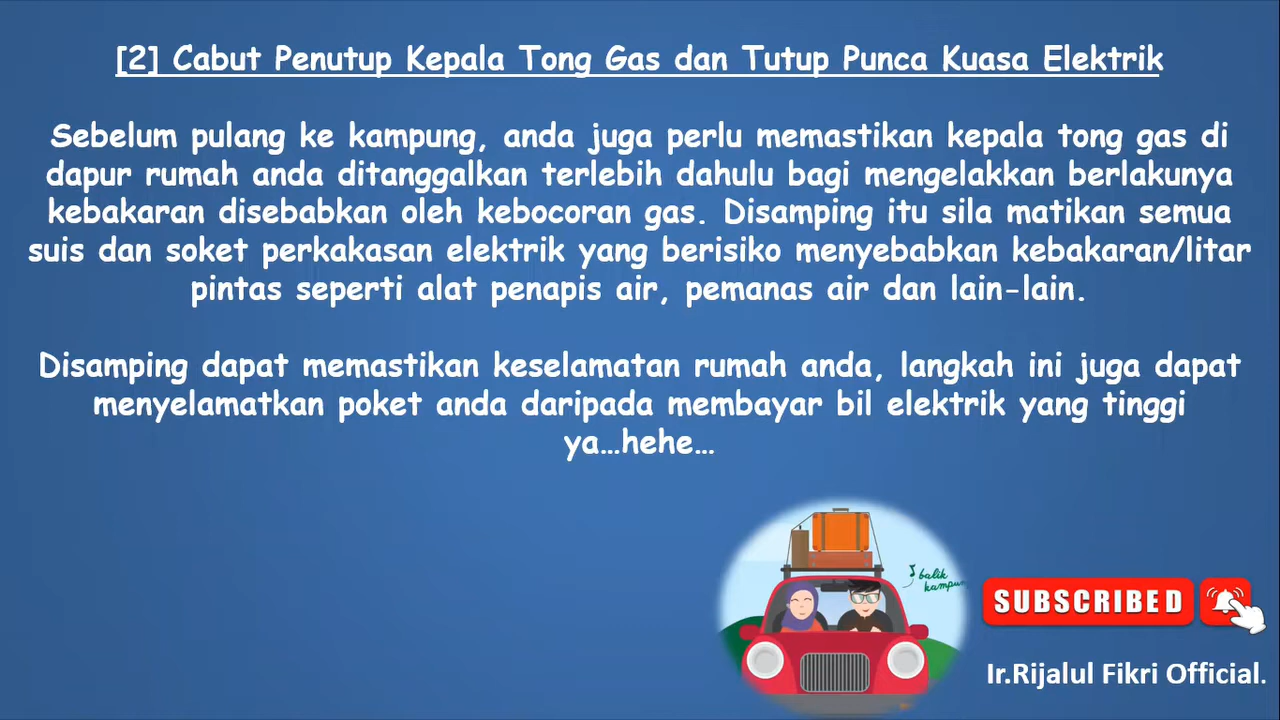 [2] Cabut Penutup Kepala Tong Gas dan Tutup Punca Kuasa Elektrik
Sebelum pulang ke kampung, anda juga perlu memastikan kepala tong gas di
dapur rumah anda ditanggalkan terlebih dahulu bagi mengelakkan berlakunya
kebakaran disebabkan oleh kebocoran gas. Disamping itu sila matikan semua
suis dan soket perkakasan elektrik yang berisiko menyebabkan kebakaran/litar
pintas seperti alat penapis air, pemanas air dan lain-lain.
Disamping dapat memastikan keselamatan rumah anda, langkah ini juga dapat
menyelamatkan poket anda daripada membayar bil elektrik yang tinggi
ya...hehe...
balik
SUBSCRIBED
Ir.Rijalul Fikri Official.